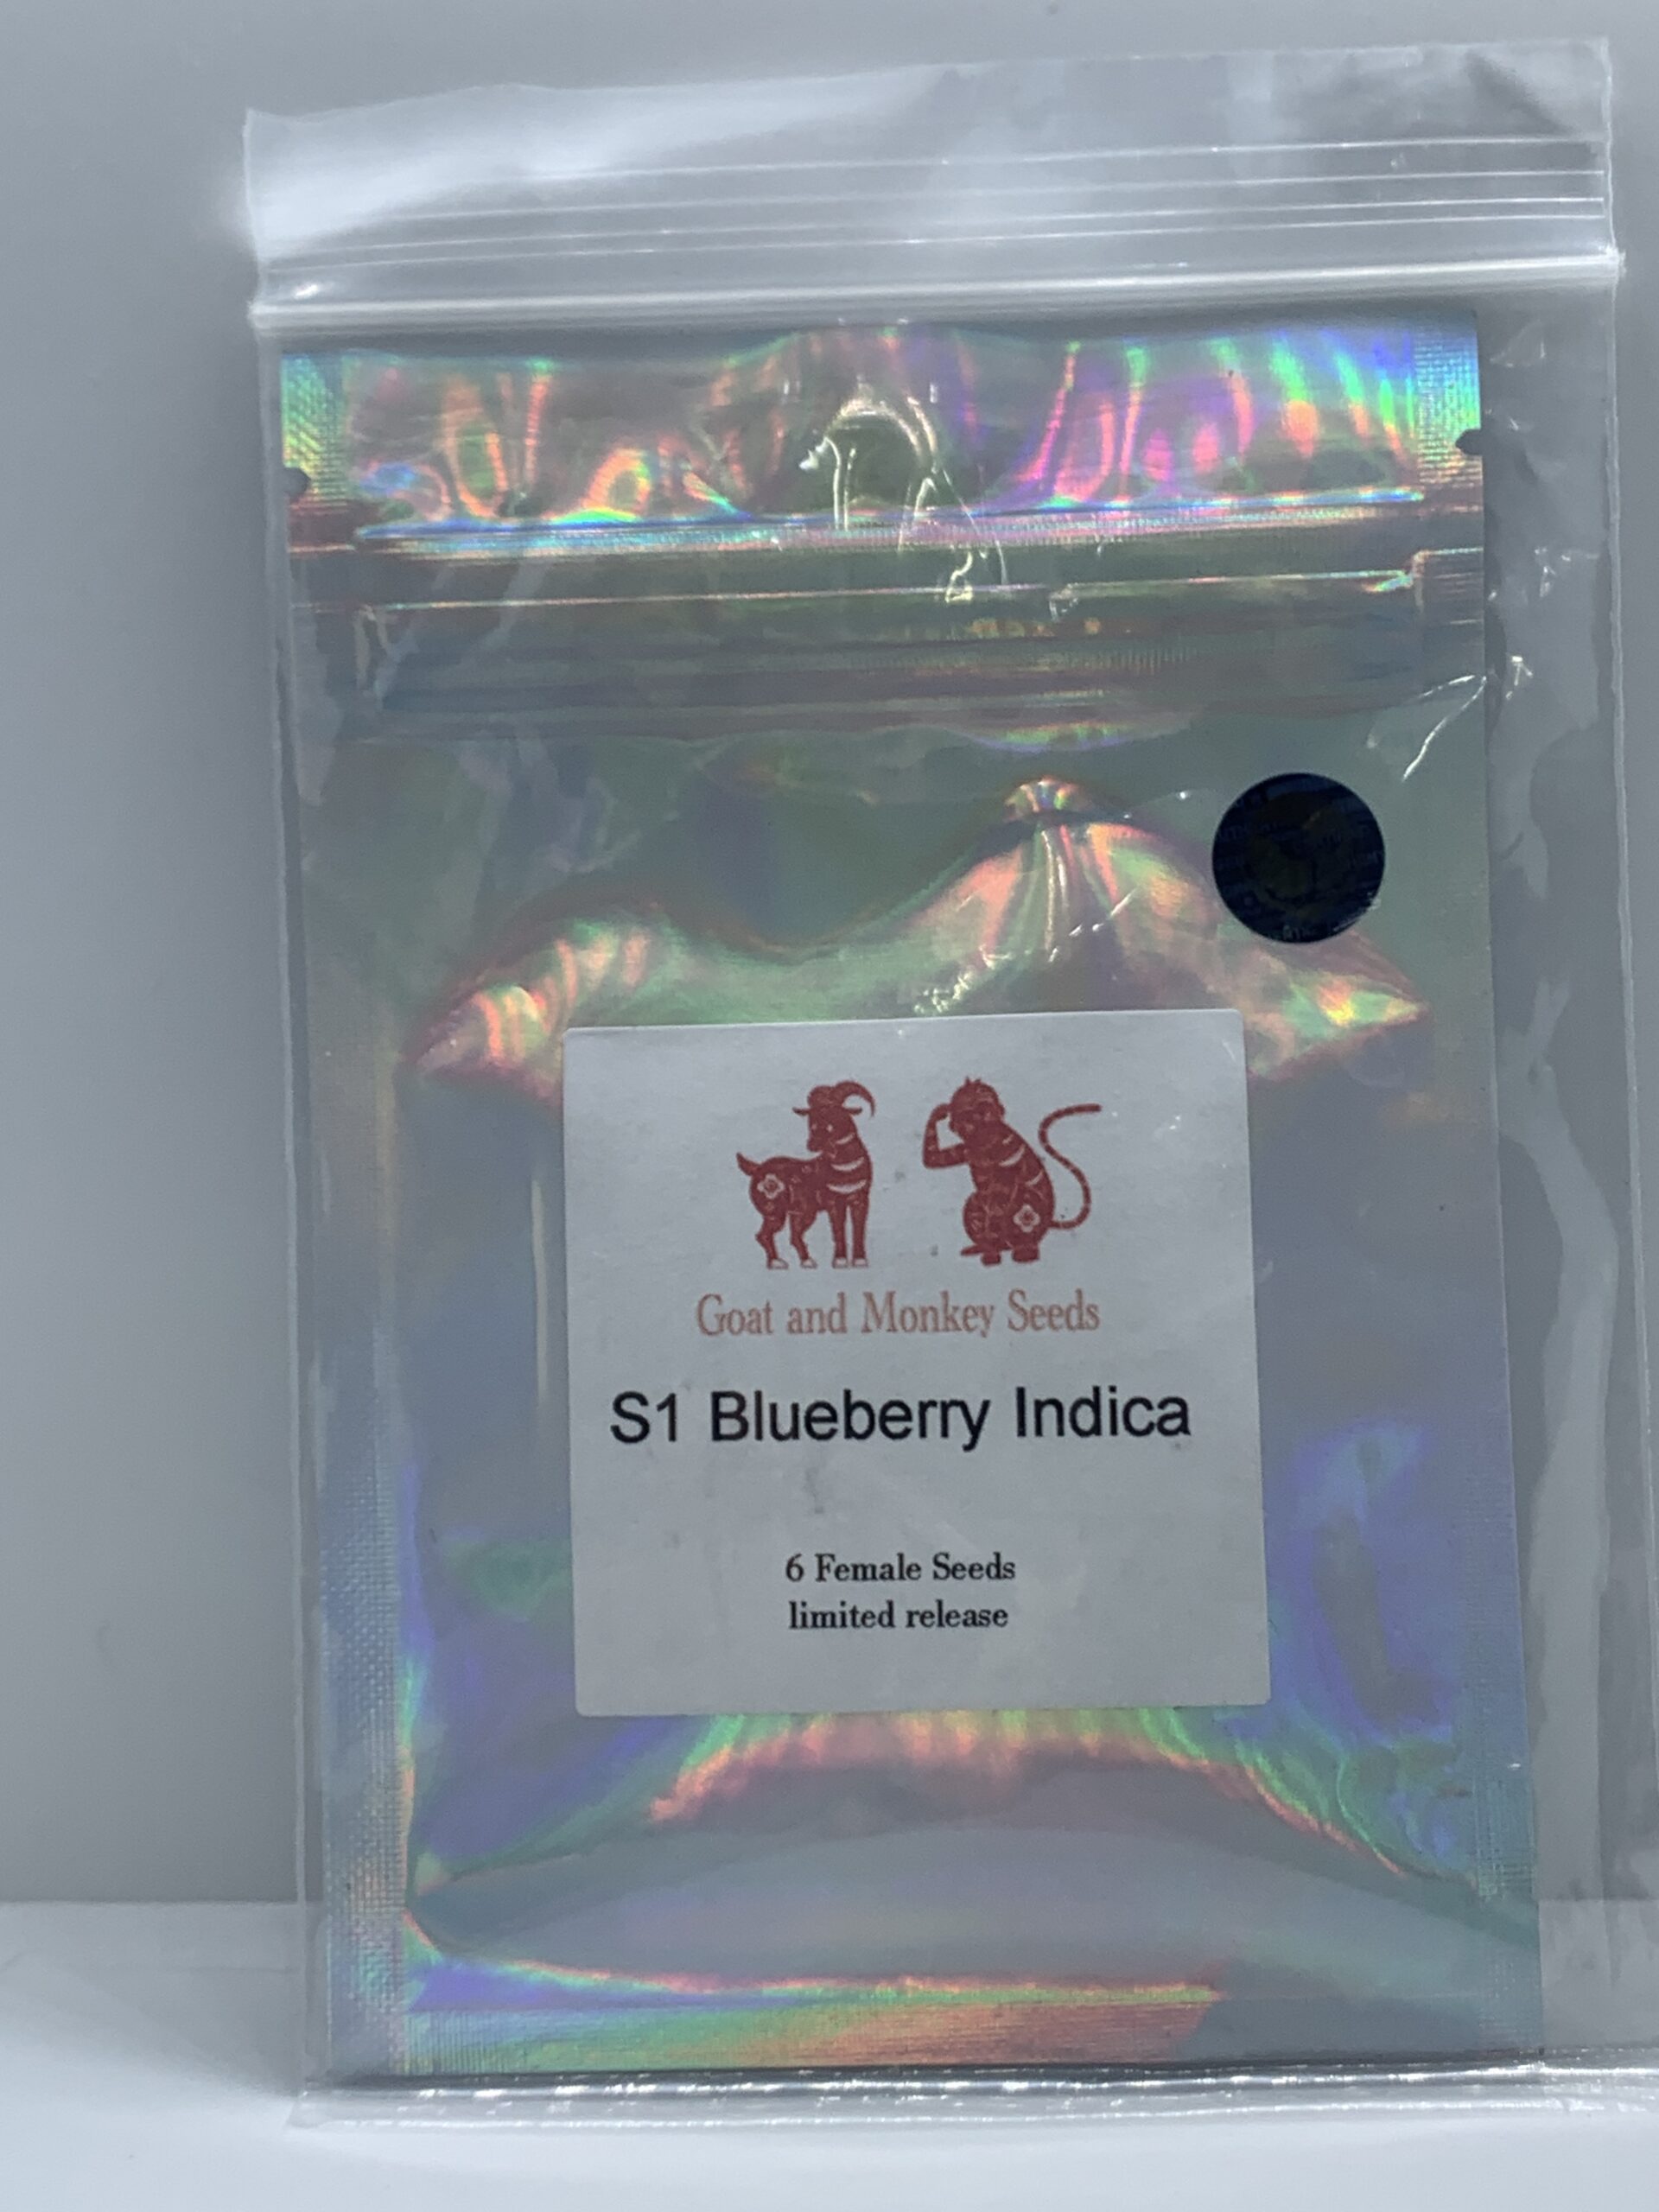 Goat and Monkey Seeds
S1 Blueberry Indica
6 Female Seeds
limited release